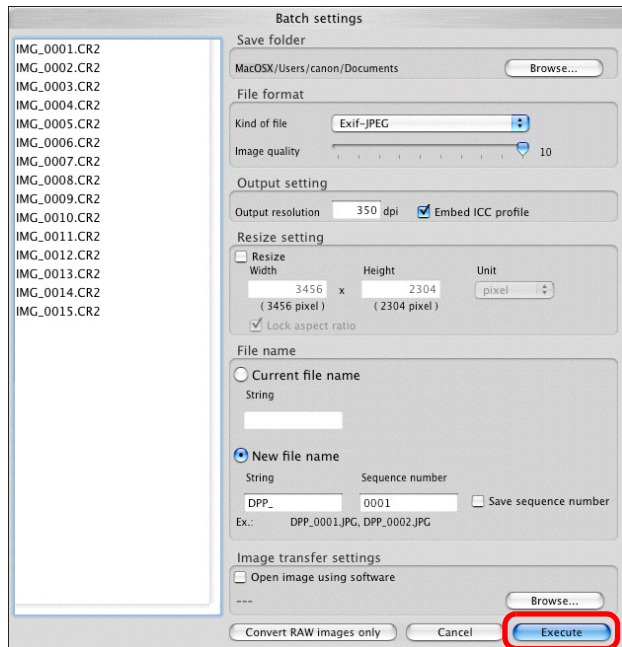 Batch settings
IMG_0001.CR2
IMG_0002.CR2
IMG_0003.CR2
IMG_0004.CR2
IMG_0005.CR2
IMG_0006.CR2
IMG_0007.CR2
IMG_0008.CR2
IMG_0009.CR2
IMG_0010.CR2
IMG_0011.CR2
IMG_0012.CR2
IMG_0013.CR2
IMG_0014.CR2
IMG_0015.CR2
Save folder
MacOSX/Users/canon/Documents Browse...
File format
Kind of file Exif-JPEG
Image quality 10
Output setting
Output resolution 350 dpi Embed ICC profile
Resize setting
Resize
Width Height Unit
3456 x 2304 pixel
(3456 pixel) (2304 pixel)
Lock aspect ratio
File name
Current file name
String
New file name
String Sequence number
DPP_ 0001 Save sequence number
Ex.: DPP_0001.JPG, DPP_0002.JPG
Image transfer settings
Open image using software
--- Browse...
Convert RAW images only Cancel Execute